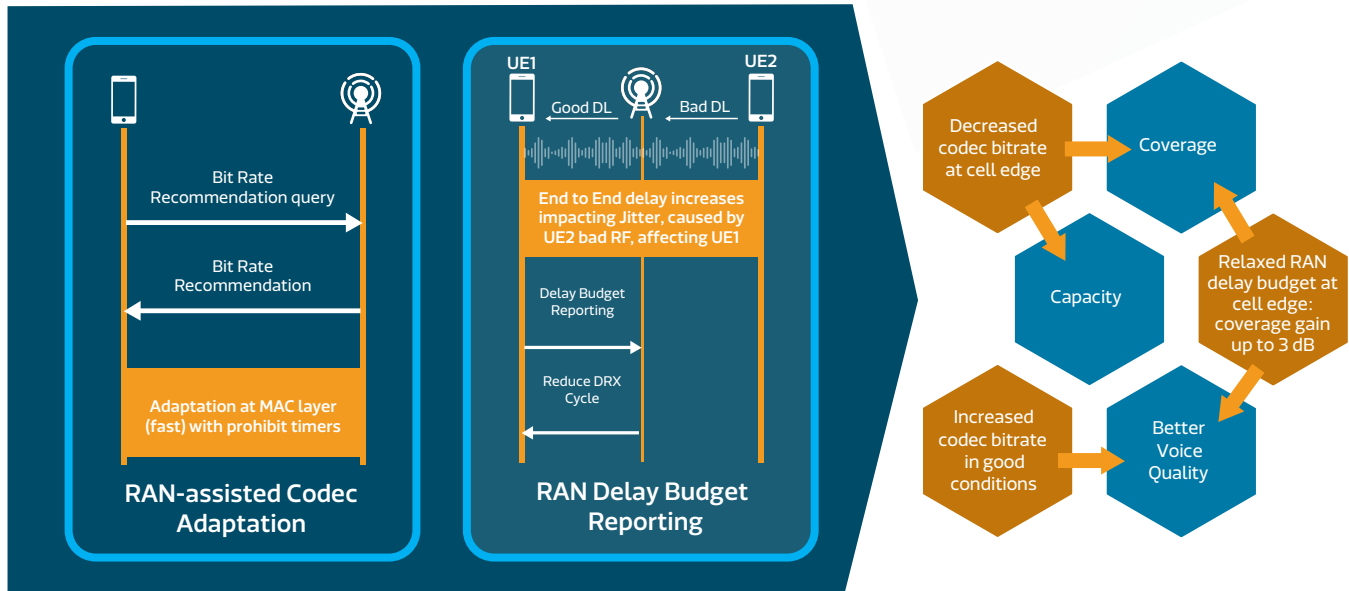 Bit Rate
Recommendation query
Bit Rate
Recommendation
Adaptation at MAC layer
(fast) with prohibit timers
RAN-assisted Codec
Adaptation
UE1
UE2
Good DL
Bad DL
End to End delay increases
impacting Jitter, caused by
UE2 bad RF, affecting UE1
Delay Budget
Reporting
Reduce DRX
Cycle
RAN Delay Budget
Reporting
Decreased
codec bitrate
at cell edge
Coverage
Capacity
Relaxed RAN
delay budget at
cell edge:
coverage gain
up to 3 dB
Increased
codec bitrate
in good
conditions
Better
Voice
Quality